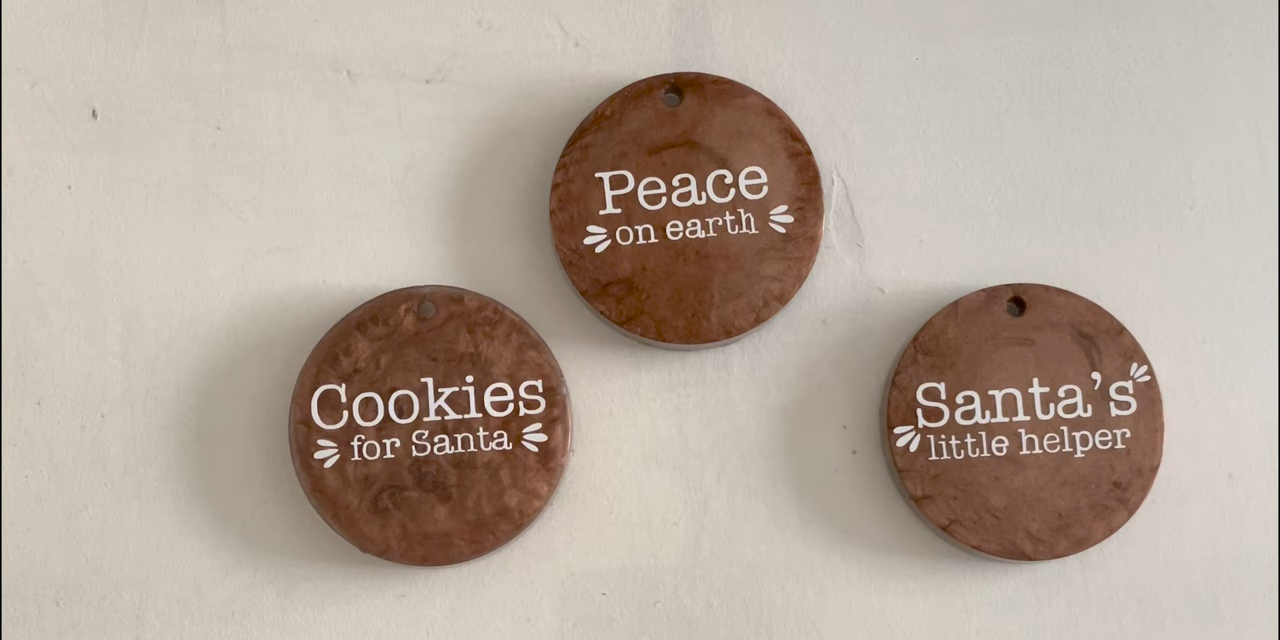 Peace
on earth
Cookies
for Santa
Santa's
little helper